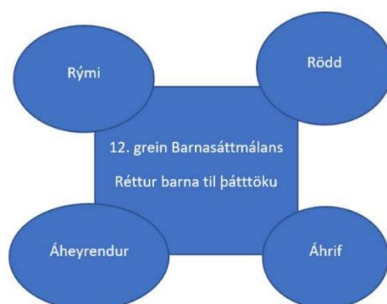 Rými
Rödd
12. grein Barnasáttmálans
Réttur barna til þátttöku
Áheyrendur
Áhrif